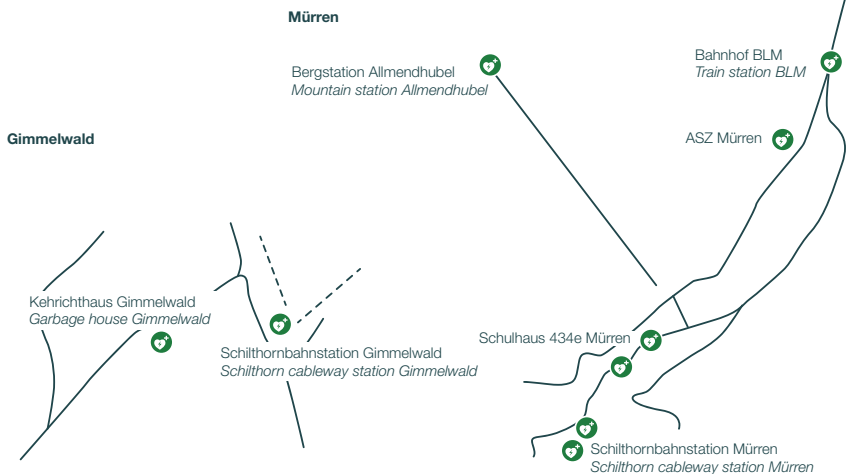 Mürren
Bergstation Allmendhubel
Mountain station Allmendhubel
Bahnhof BLM
Train station BLM
ASZ Mürren
Gimmelwald
Kehrichthaus Gimmelwald
Garbage house Gimmelwald
Schilthornbahnstation Gimmelwald
Schilthorn cableway station Gimmelwald
Schulhaus 434e Mürren
Schilthornbahnstation Mürren
Schilthorn cableway station Mürren